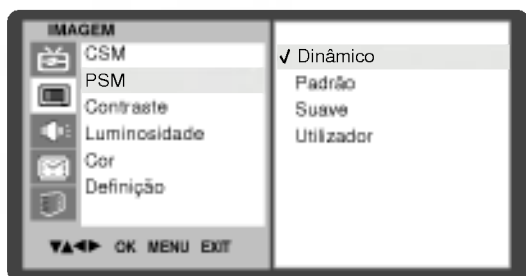 IMAGEM
CSM
PSM
Contraste
Luminosidade
Cor
Definição
▼▲◀▶ OK MENU EXIT
✓ Dinâmico
Padrão
Suave
Utilizador